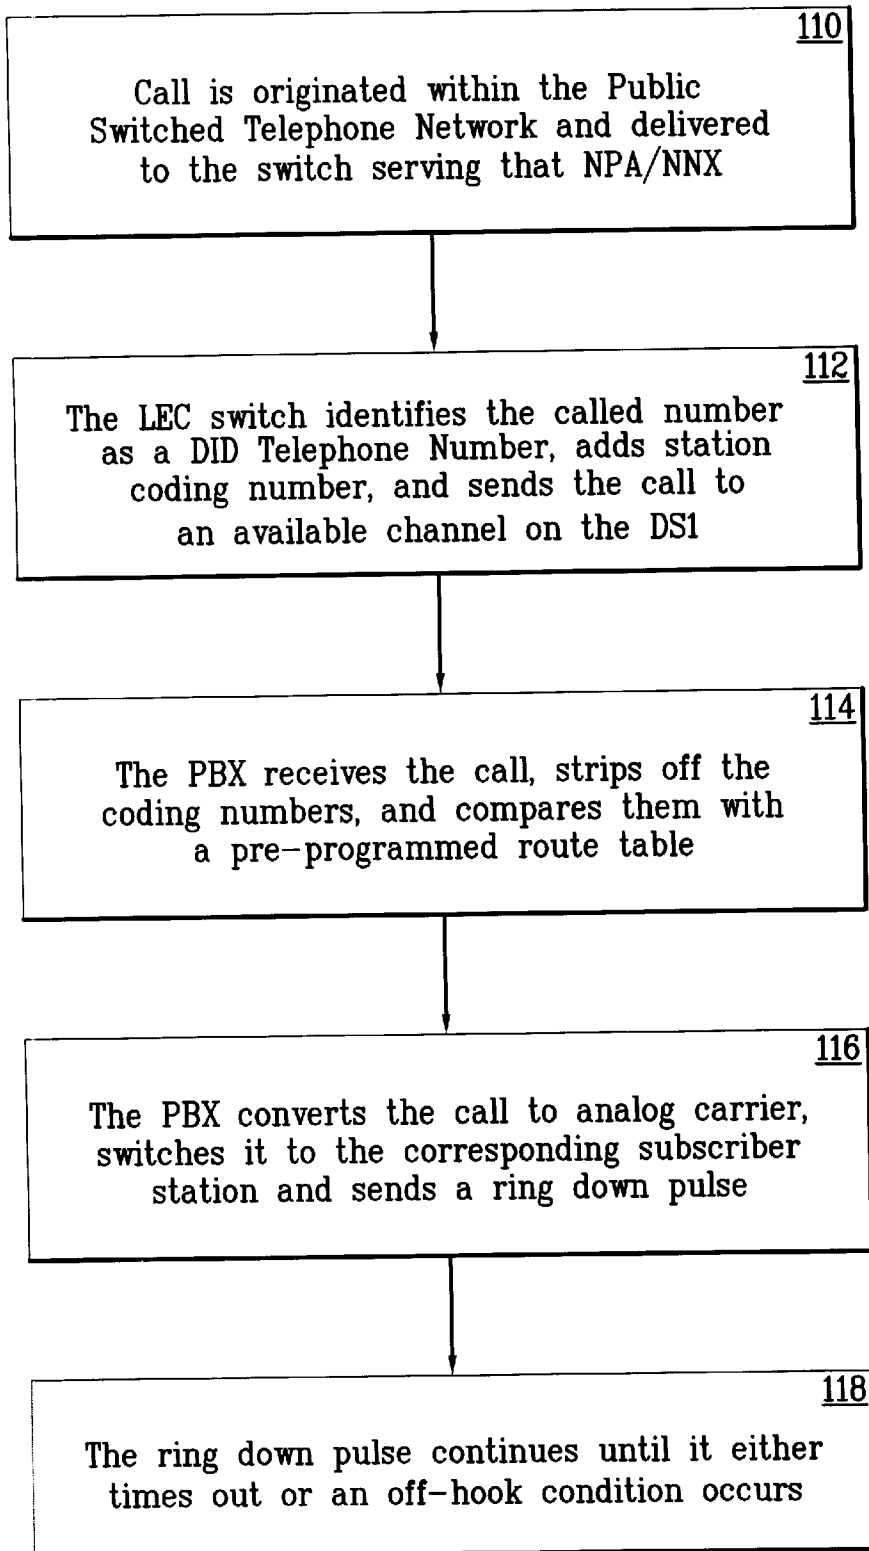 110
Call is originated within the Public
Switched Telephone Network and delivered
to the switch serving that NPA/NNX
112
The LEC switch identifies the called number
as a DID Telephone Number, adds station
coding number, and sends the call to
an available channel on the DS1
114
The PBX receives the call, strips off the
coding numbers, and compares them with
a pre-programmed route table
116
The PBX converts the call to analog carrier,
switches it to the corresponding subscriber
station and sends a ring down pulse
118
The ring down pulse continues until it either
times out or an off-hook condition occurs